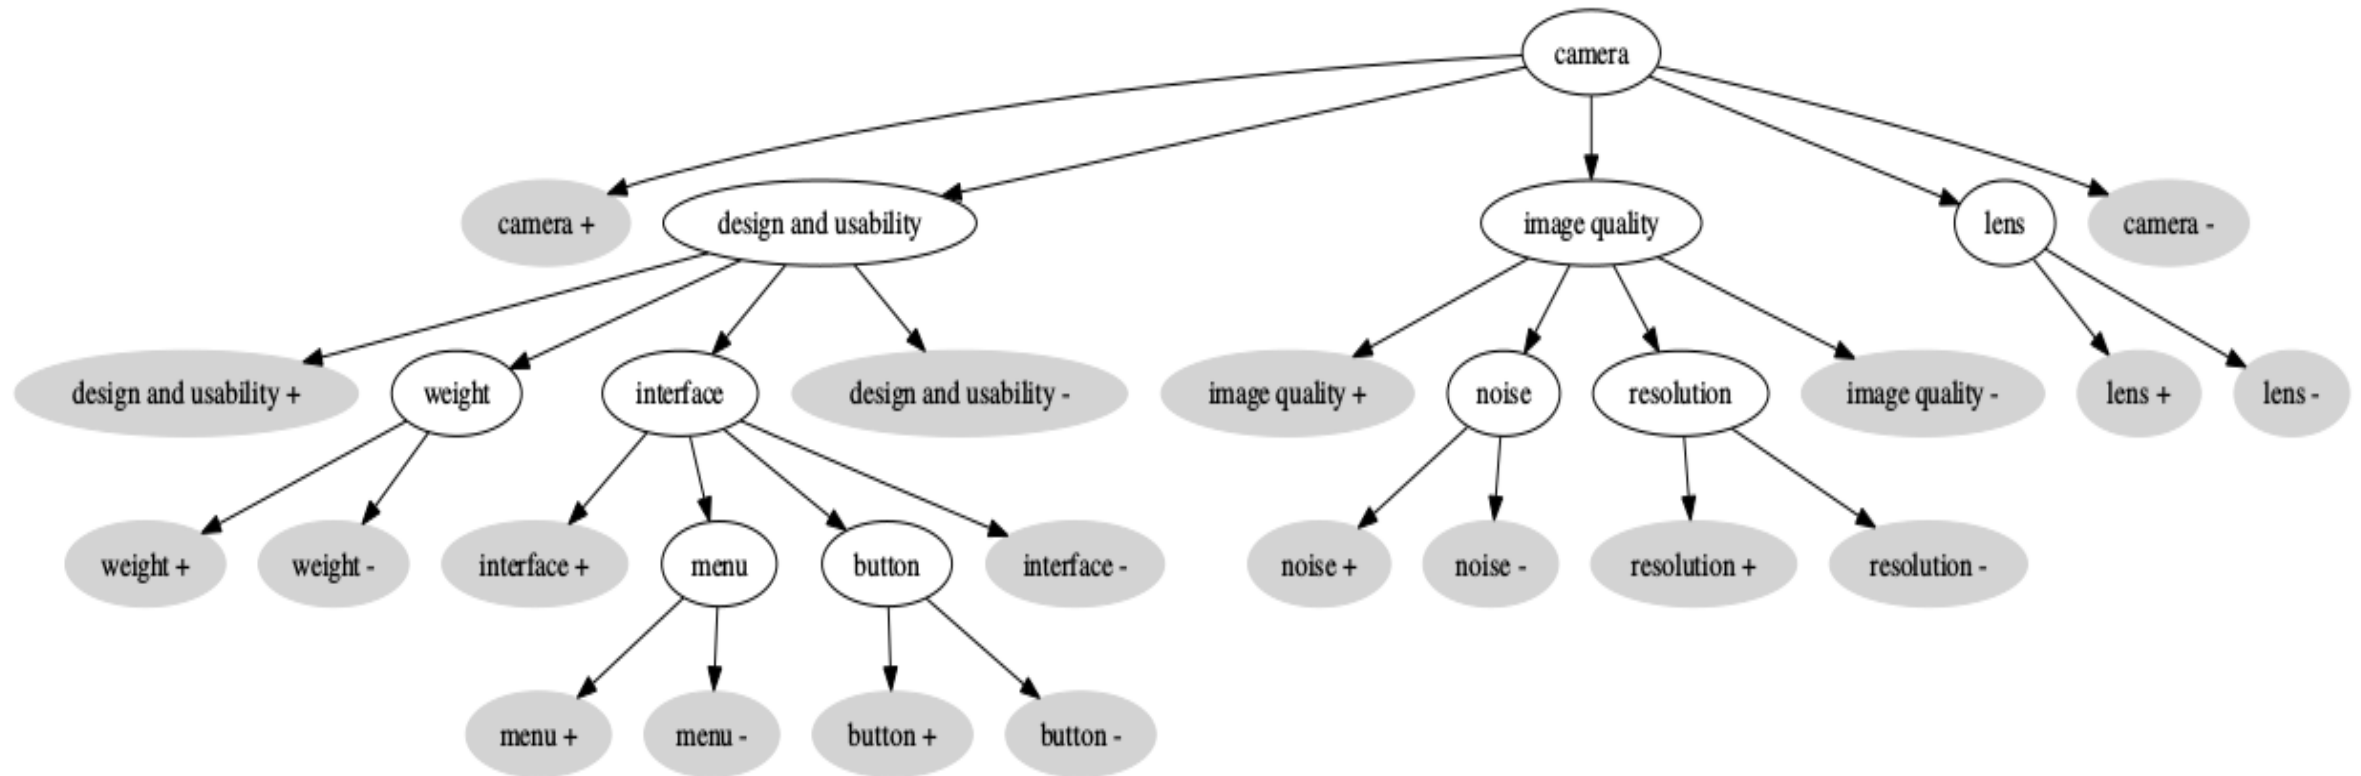 camera
camera +
design and usability
image quality
lens
camera -
design and usability +
weight
interface
design and usability -
image quality +
noise
resolution
image quality -
lens +
lens -
weight +
weight -
interface +
menu
button
interface -
noise +
noise -
resolution +
resolution -
menu +
menu -
button +
button -